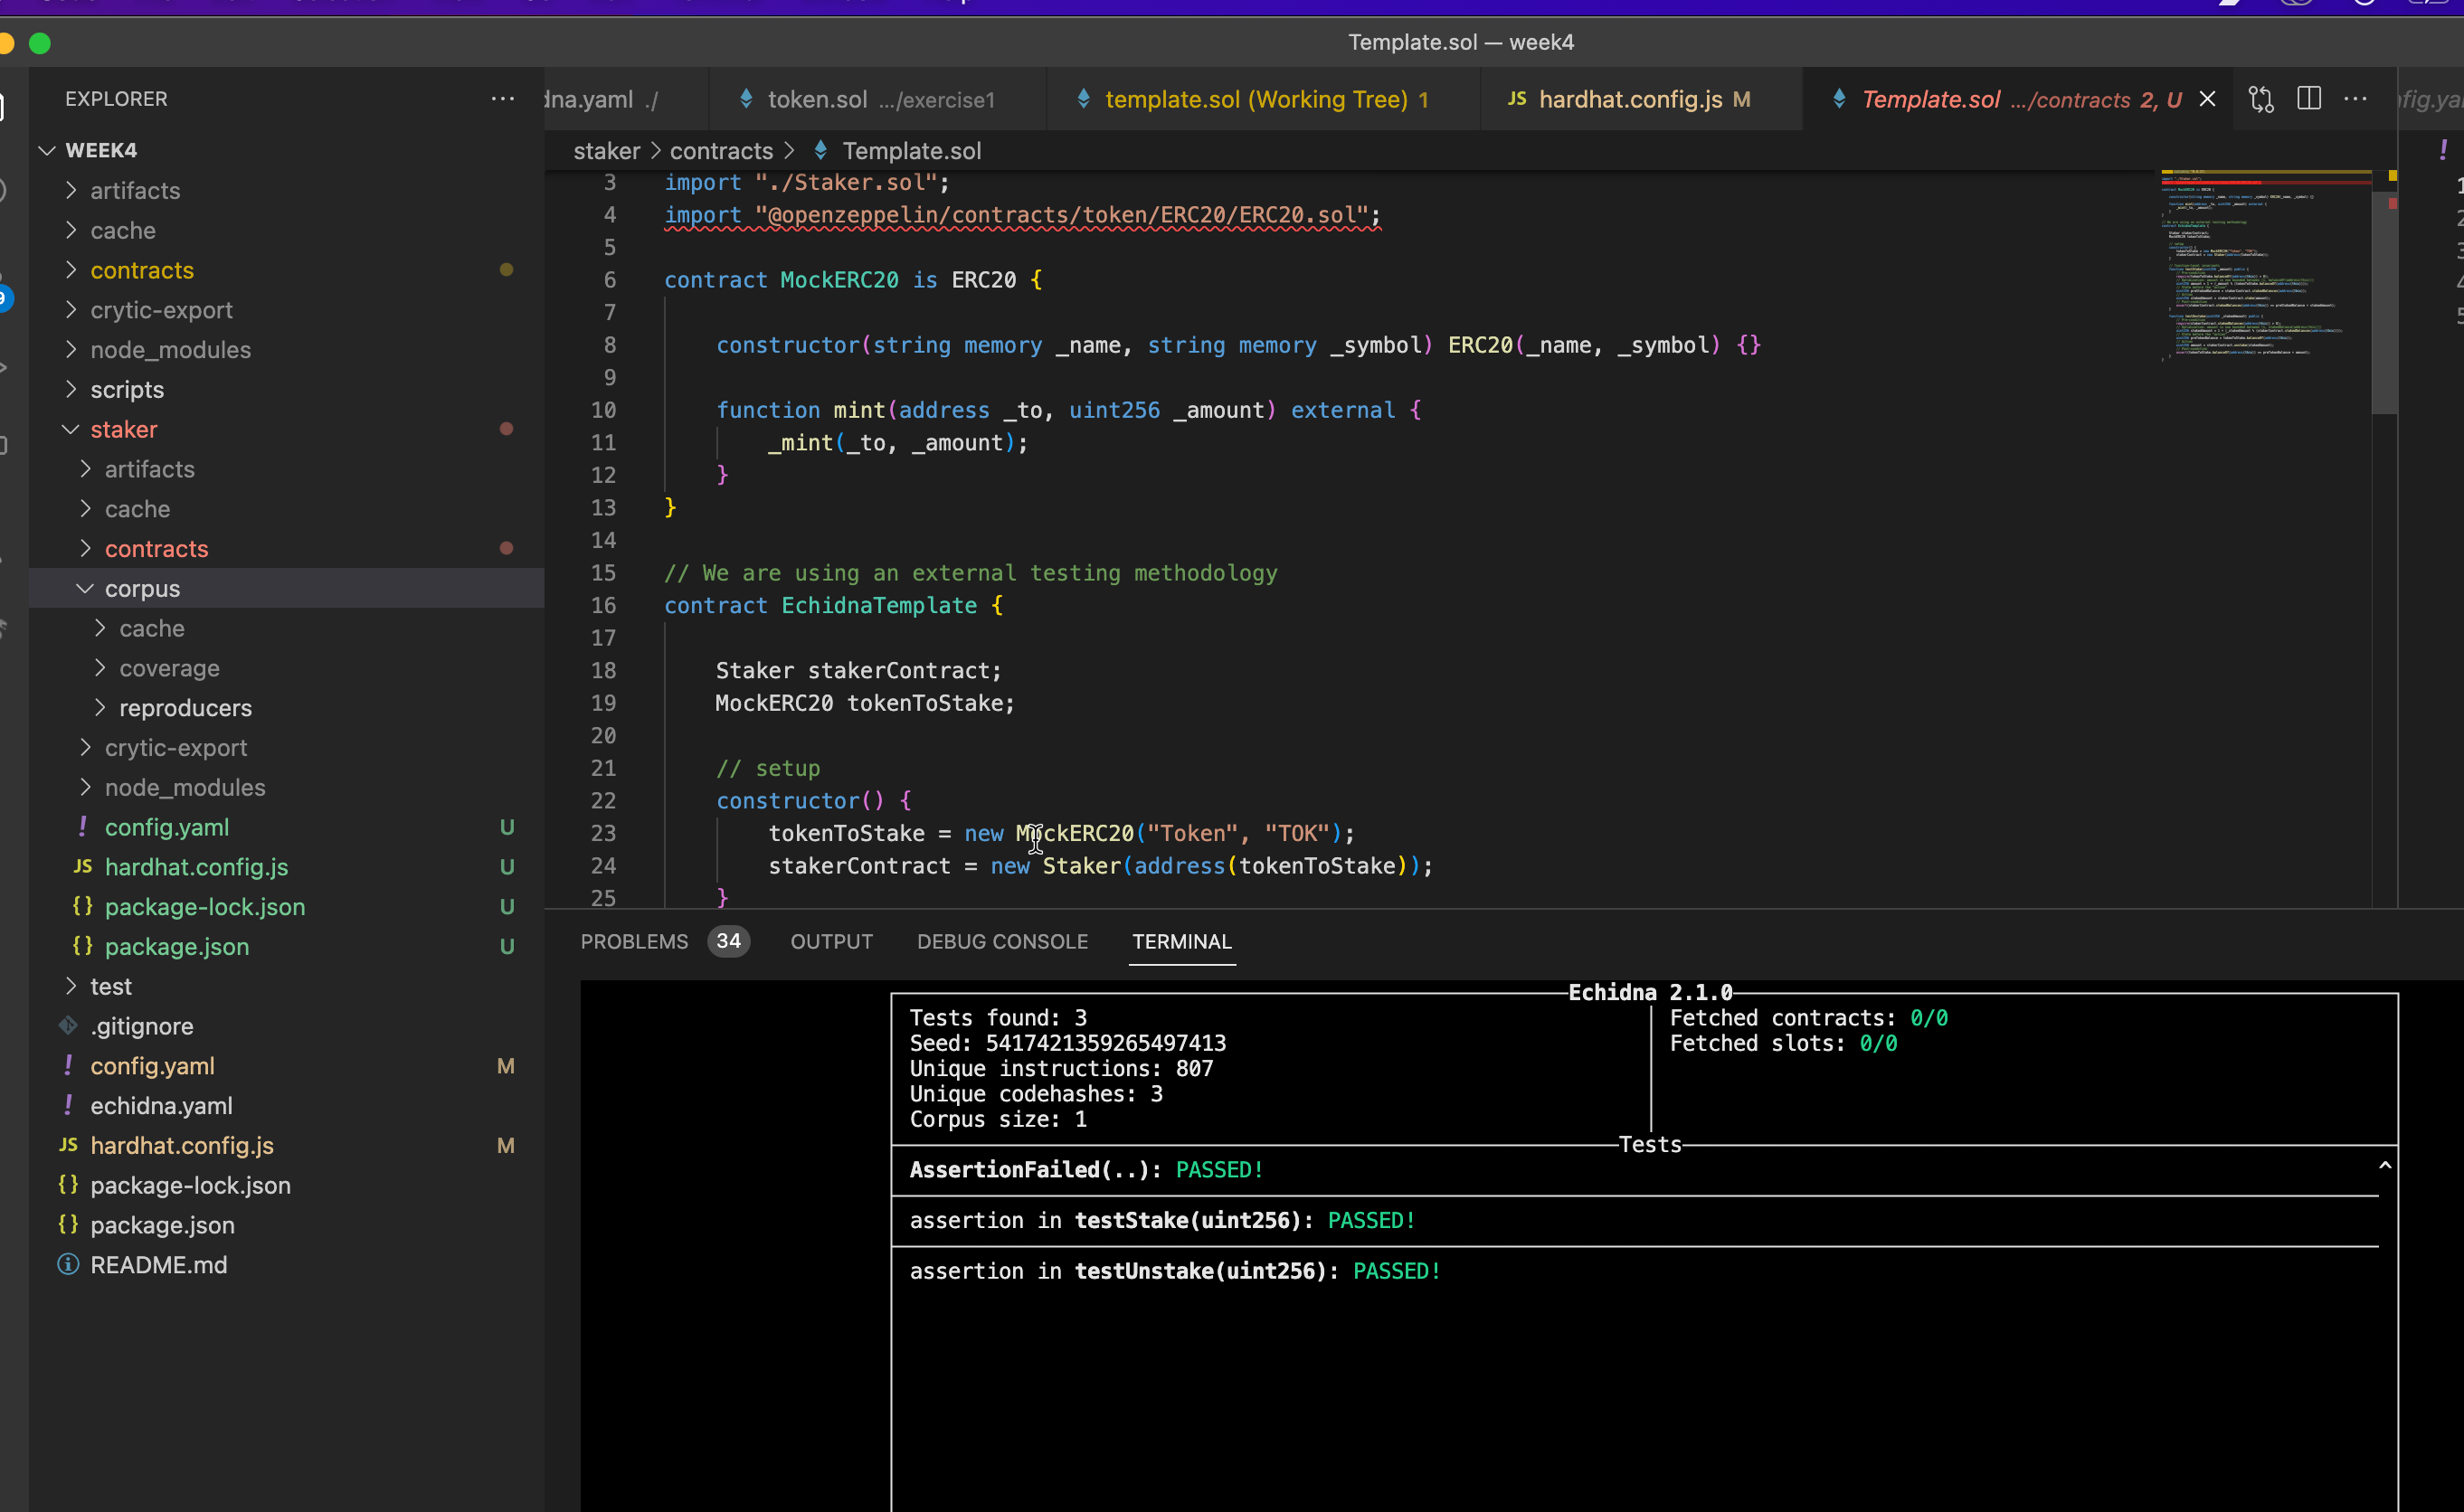 Template.sol — week4
EXPLORER
WEEK4
artifacts
cache
contracts
crytic-export
node_modules
scripts
staker
artifacts
cache
contracts
corpus
cache
coverage
reproducers
crytic-export
node_modules
config.yaml U
hardhat.config.js U
package-lock.json U
package.json U
test
.gitignore
config.yaml M
echidna.yaml
hardhat.config.js M
package-lock.json
package.json
README.md
dna.yaml ./
token.sol .../exercise1
template.sol (Working Tree) 1
JS hardhat.config.js M
Template.sol .../contracts 2, U
staker > contracts > Template.sol
3 import "./Staker.sol";
4 import "@openzeppelin/contracts/token/ERC20/ERC20.sol";
5
6 contract MockERC20 is ERC20 {
7
8 constructor(string memory _name, string memory _symbol) ERC20(_name, _symbol) {}
9
10 function mint(address _to, uint256 _amount) external {
11 _mint(_to, _amount);
12 }
13 }
14
15 // We are using an external testing methodology
16 contract EchidnaTemplate {
17
18 Staker stakerContract;
19 MockERC20 tokenToStake;
20
21 // setup
22 constructor() {
23 tokenToStake = new MockERC20("Token", "TOK");
24 stakerContract = new Staker(address(tokenToStake));
25 }
PROBLEMS 34 OUTPUT DEBUG CONSOLE TERMINAL
Echidna 2.1.0
Tests found: 3
Seed: 5417421359265497413
Unique instructions: 807
Unique codehashes: 3
Corpus size: 1
Fetched contracts: 0/0
Fetched slots: 0/0
Tests
AssertionFailed(..): PASSED!
assertion in testStake(uint256): PASSED!
assertion in testUnstake(uint256): PASSED!